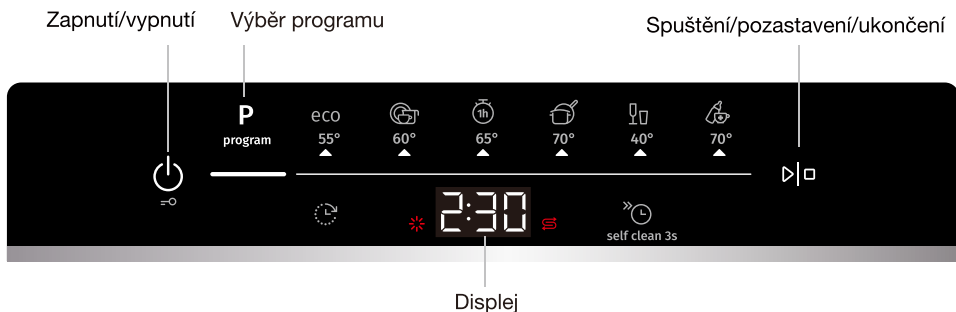 Zapnutí/vypnutí
Výběr programu
Spuštění/pozastavení/ukončení
P
program
eco
1h
55°
60°
65°
70°
40°
70°
2:30
self clean 3s
Displej